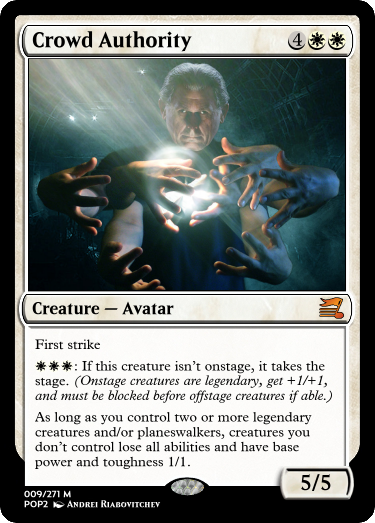 Crowd Authority 4
Creature — Avatar
First strike
: If this creature isn't onstage, it takes the
stage. (Onstage creatures are legendary, get +1/+1,
and must be blocked before offstage creatures if able.)
As long as you control two or more legendary
creatures and/or planeswalkers, creatures you
don't control lose all abilities and have base
power and toughness 1/1.
5/5
009/271 M
POP2 Andrei Riabovitchev